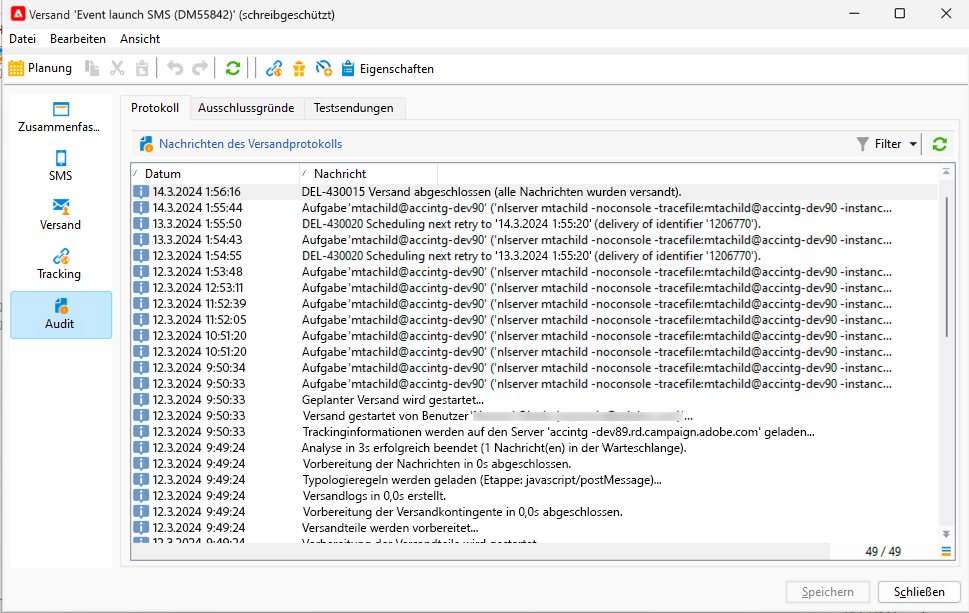 Versand 'Event launch SMS (DM55842)' (schreibgeschützt)
Datei Bearbeiten Ansicht
Planung Eigenschaften
Zusammenfas...
SMS
Versand
Tracking
Audit
Protokoll Ausschlussgründe Testsendungen
Nachrichten des Versandprotokolls Filter
Datum Nachricht
14.3.2024 1:56:16 DEL-430015 Versand abgeschlossen (alle Nachrichten wurden versandt).
14.3.2024 1:55:44 Aufgabe 'mtachild@accintg-dev90' ('nlserver mtachild -noconsole -tracefile:mtachild@accintg-dev90 -instanc...
13.3.2024 1:55:50 DEL-430020 Scheduling next retry to '14.3.2024 1:55:20' (delivery of identifier '1206770').
13.3.2024 1:54:43 Aufgabe 'mtachild@accintg-dev90' ('nlserver mtachild -noconsole -tracefile:mtachild@accintg-dev90 -instanc...
12.3.2024 1:54:55 DEL-430020 Scheduling next retry to '13.3.2024 1:55:20' (delivery of identifier '1206770').
12.3.2024 1:53:48 Aufgabe 'mtachild@accintg-dev90' ('nlserver mtachild -noconsole -tracefile:mtachild@accintg-dev90 -instanc...
12.3.2024 12:53:11 Aufgabe 'mtachild@accintg-dev90' ('nlserver mtachild -noconsole -tracefile:mtachild@accintg-dev90 -instanc...
12.3.2024 11:52:39 Aufgabe 'mtachild@accintg-dev90' ('nlserver mtachild -noconsole -tracefile:mtachild@accintg-dev90 -instanc...
12.3.2024 11:52:05 Aufgabe 'mtachild@accintg-dev90' ('nlserver mtachild -noconsole -tracefile:mtachild@accintg-dev90 -instanc...
12.3.2024 10:51:20 Aufgabe 'mtachild@accintg-dev90' ('nlserver mtachild -noconsole -tracefile:mtachild@accintg-dev90 -instanc...
12.3.2024 10:51:20 Aufgabe 'mtachild@accintg-dev90' ('nlserver mtachild -noconsole -tracefile:mtachild@accintg-dev90 -instanc...
12.3.2024 9:50:34 Aufgabe 'mtachild@accintg-dev90' ('nlserver mtachild -noconsole -tracefile:mtachild@accintg-dev90 -instanc...
12.3.2024 9:50:33 Aufgabe 'mtachild@accintg-dev90' ('nlserver mtachild -noconsole -tracefile:mtachild@accintg-dev90 -instanc...
12.3.2024 9:50:33 Geplanter Versand wird gestartet...
12.3.2024 9:50:33 Versand gestartet von Benutzer '...
12.3.2024 9:50:33 Trackinginformationen werden auf den Server 'accintg -dev89.rd.campaign.adobe.com' geladen...
12.3.2024 9:49:24 Analyse in 3s erfolgreich beendet (1 Nachricht(en) in der Warteschlange).
12.3.2024 9:49:24 Vorbereitung der Nachrichten in 0s abgeschlossen.
12.3.2024 9:49:24 Typologieregeln werden geladen (Etappe: javascript/postMessage)...
12.3.2024 9:49:24 Versandlogs in 0,0s erstellt.
12.3.2024 9:49:24 Vorbereitung der Versandkontingente in 0,0s abgeschlossen.
12.3.2024 9:49:24 Versandteile werden vorbereitet...
12.3.2024 9:49:24 Vorbereitung der Versandteile wird gestartet
49 / 49
Speichern Schließen